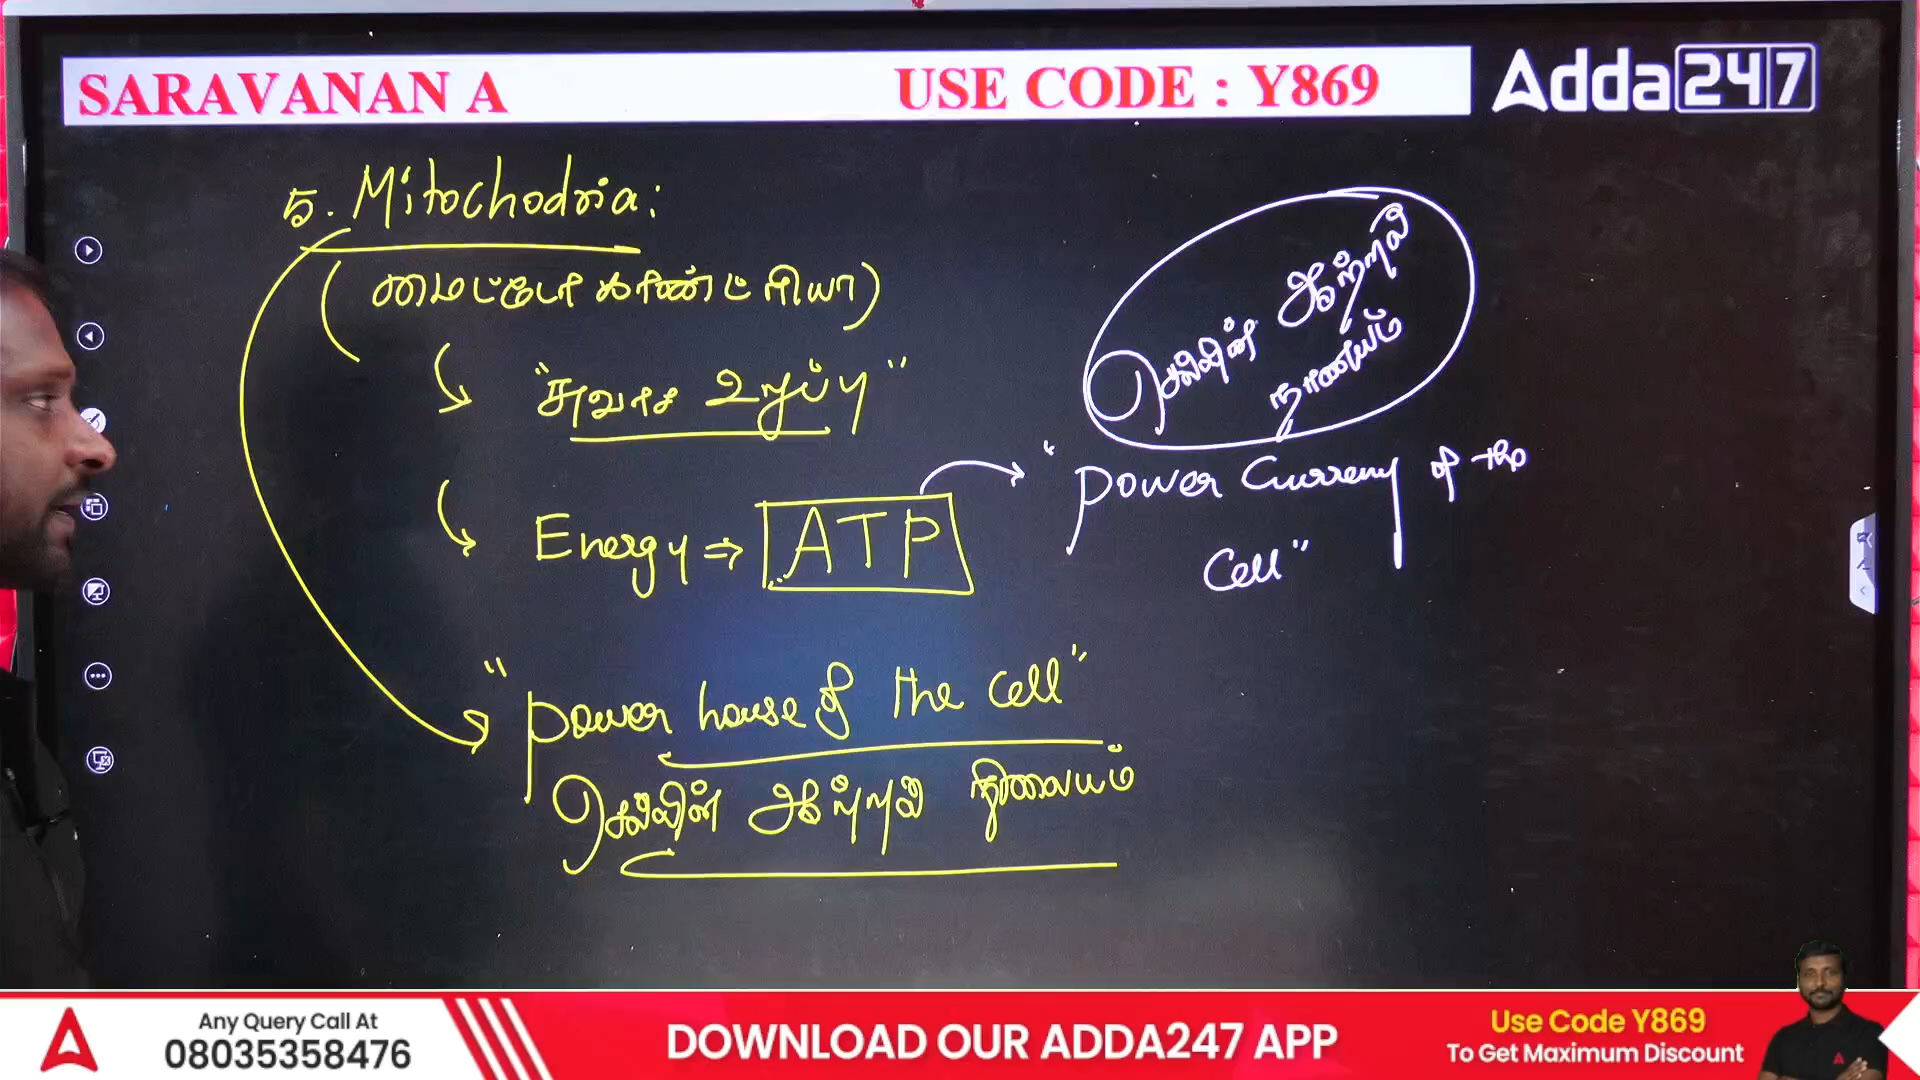 SARAVANAN A USE CODE : Y869 Adda247
5. Mitochodria:
(மைட்டோகாண்ட்ரியா)
"சுவாச உறுப்பு"
Energy ⇒ ATP
செல்லின் ஆற்றல்
நாணயம்
"power Currency of the
Cell"
"power house of the cell"
செல்லின் ஆற்றல் நிலையம்
Any Query Call At
08035358476
DOWNLOAD OUR ADDA247 APP
Use Code Y869
To Get Maximum Discount